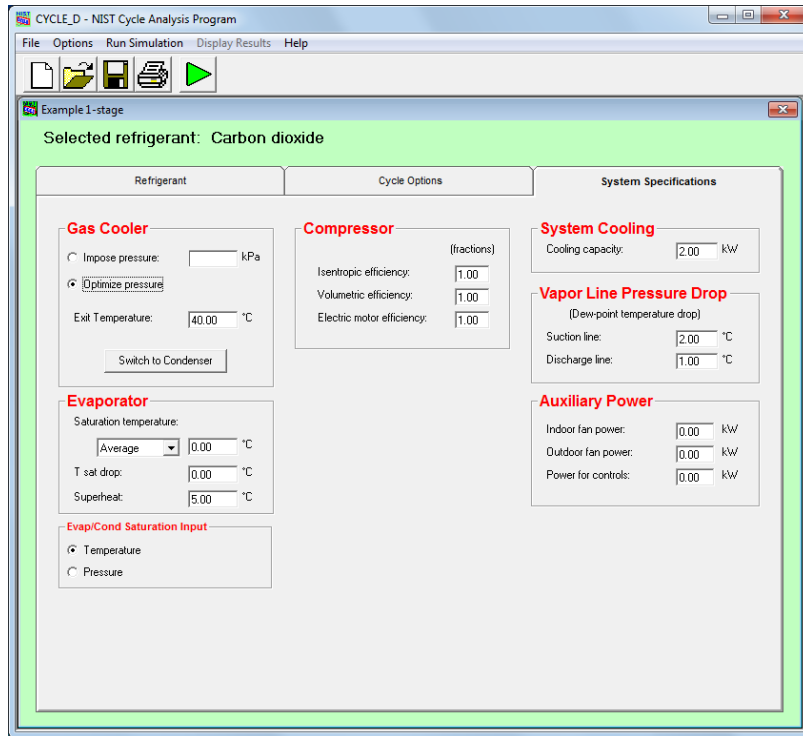 CYCLE_D - NIST Cycle Analysis Program
File Options Run Simulation Display Results Help
Example 1-stage
Selected refrigerant: Carbon dioxide
Refrigerant
Cycle Options
System Specifications
Gas Cooler
Impose pressure: kPa
Optimize pressure
Exit Temperature: 40.00 °C
Switch to Condenser
Evaporator
Saturation temperature:
Average 0.00 °C
T sat drop: 0.00 °C
Superheat: 5.00 °C
Evap/Cond Saturation Input
Temperature
Pressure
Compressor
(fractions)
Isentropic efficiency: 1.00
Volumetric efficiency: 1.00
Electric motor efficiency: 1.00
System Cooling
Cooling capacity: 2.00 kW
Vapor Line Pressure Drop
(Dew-point temperature drop)
Suction line: 2.00 °C
Discharge line: 1.00 °C
Auxiliary Power
Indoor fan power: 0.00 kW
Outdoor fan power: 0.00 kW
Power for controls: 0.00 kW